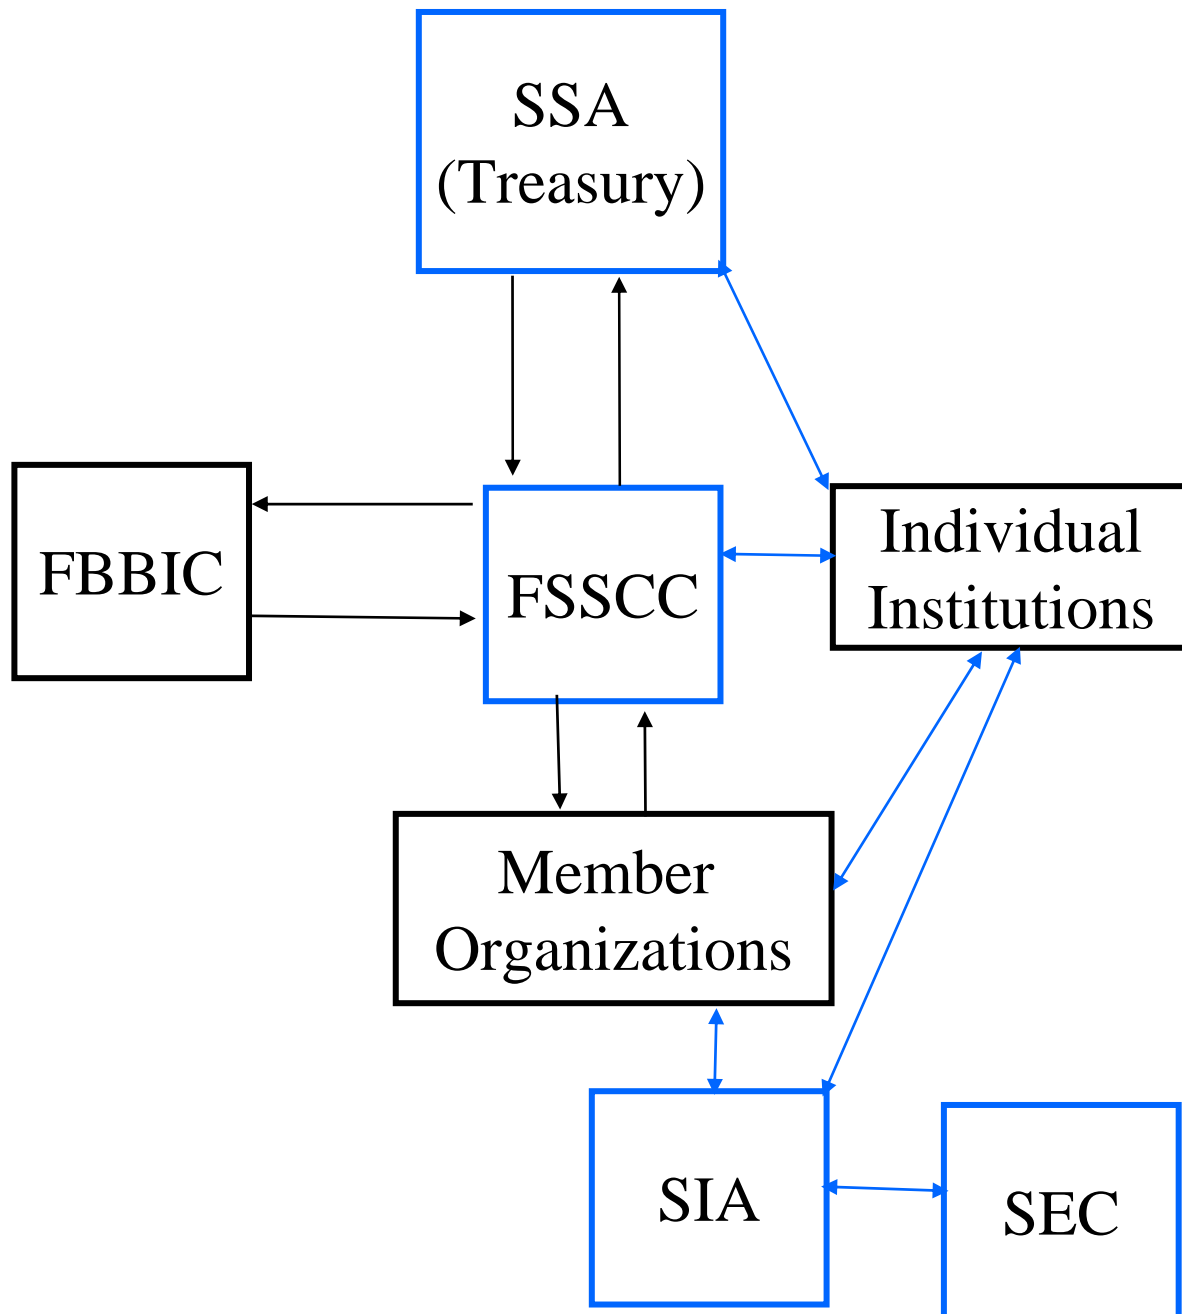 SSA
(Treasury)
FBBIC
FSSCC
Individual
Institutions
Member
Organizations
SIA
SEC